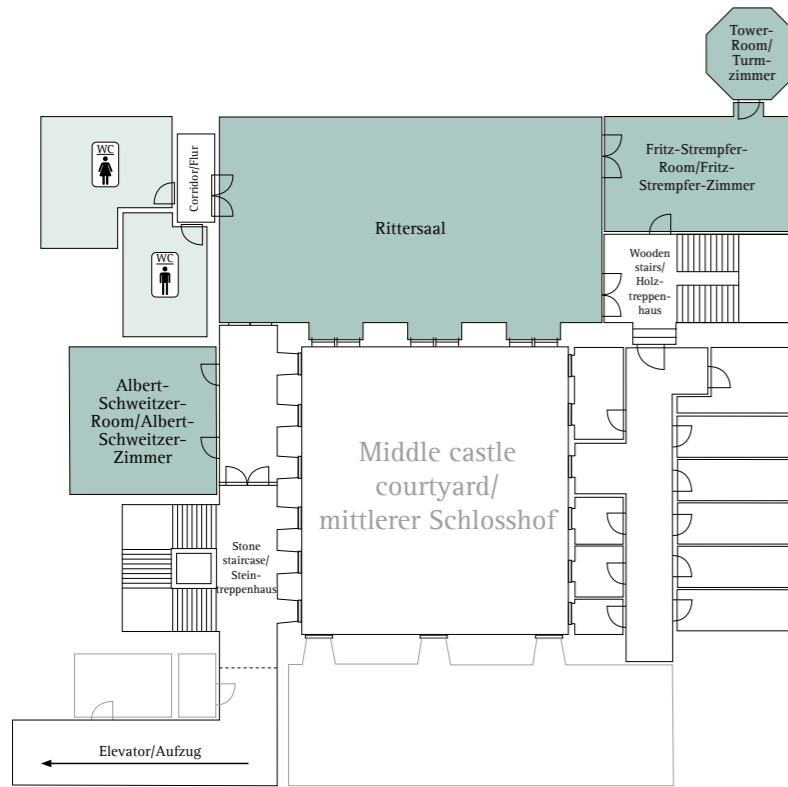 Tower-
Room/
Turm-
zimmer
WC
Corridor/Flur
Fritz-Strempfer-
Room/Fritz-
Strempfer-Zimmer
Rittersaal
WC
Wooden
stairs/
Holz-
treppen-
haus
Albert-
Schweitzer-
Room/Albert-
Schweitzer-
Zimmer
Middle castle
courtyard/
mittlerer Schlosshof
Stone
staircase/
Stein-
treppenhaus
Elevator/Aufzug